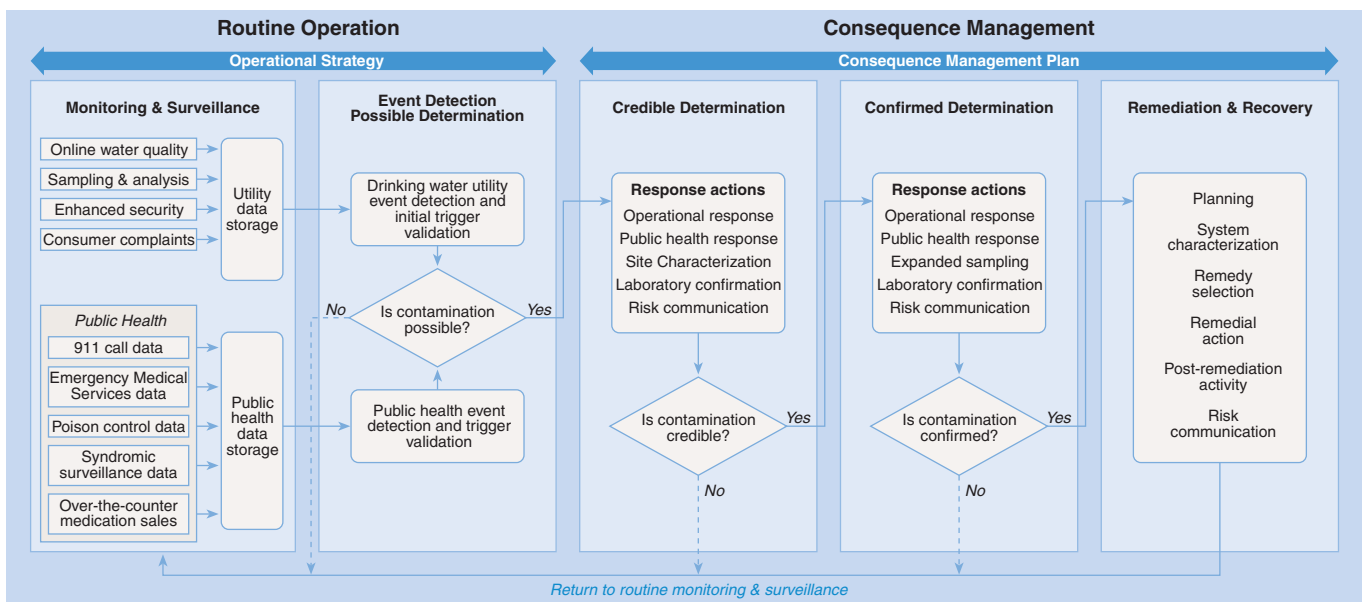 Routine Operation
Consequence Management
Operational Strategy
Consequence Management Plan
Monitoring & Surveillance
Online water quality
Sampling & analysis
Enhanced security
Consumer complaints
Utility
data
storage
Public Health
911 call data
Emergency Medical
Services data
Poison control data
Syndromic
surveillance data
Over-the-counter
medication sales
Public
health
data
storage
Event Detection
Possible Determination
Drinking water utility
event detection and
initial trigger
validation
No
Is contamination
possible?
Yes
Public health event
detection and trigger
validation
Credible Determination
Response actions
Operational response
Public health response
Site Characterization
Laboratory confirmation
Risk communication
Is contamination
credible?
Yes
No
Confirmed Determination
Response actions
Operational response
Public health response
Expanded sampling
Laboratory confirmation
Risk communication
Is contamination
confirmed?
Yes
No
Remediation & Recovery
Planning
System
characterization
Remedy
selection
Remedial
action
Post-remediation
activity
Risk
communication
Return to routine monitoring & surveillance